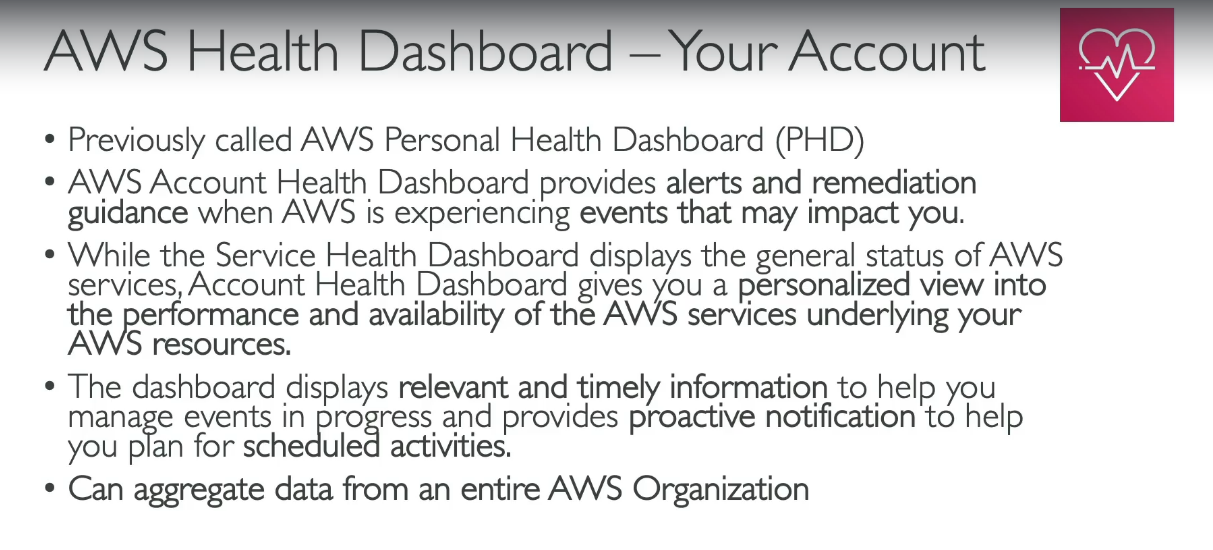 AWS Health Dashboard – Your Account
• Previously called AWS Personal Health Dashboard (PHD)
• AWS Account Health Dashboard provides alerts and remediation
guidance when AWS is experiencing events that may impact you.
• While the Service Health Dashboard displays the general status of AWS
services, Account Health Dashboard gives you a personalized view into
the performance and availability of the AWS services underlying your
AWS resources.
• The dashboard displays relevant and timely information to help you
manage events in progress and provides proactive notification to help
you plan for scheduled activities.
• Can aggregate data from an entire AWS Organization